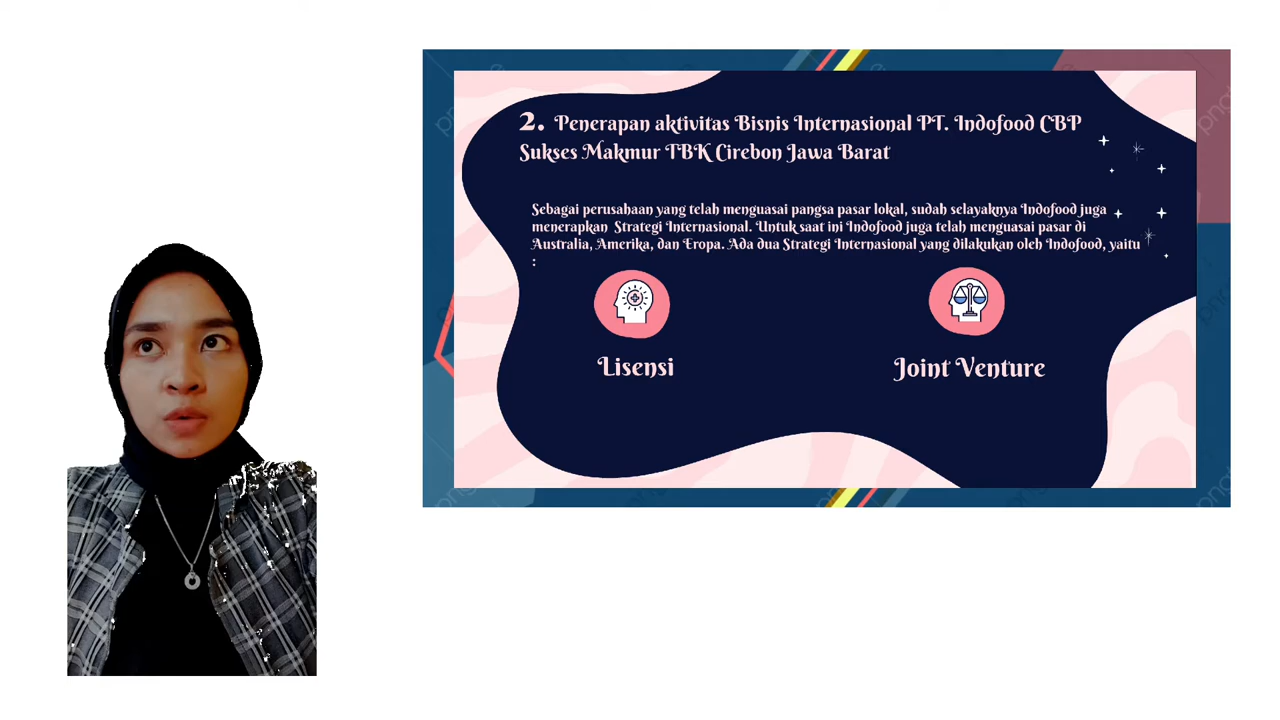 2. Penerapan aktivitas Bisnis Internasional PT. Indofood CBP
Sukses Makmur TBK Cirebon Jawa Barat
Sebagai perusahaan yang telah menguasai pangsa pasar lokal, sudah selayaknya Indofood juga
menerapkan Strategi Internasional. Untuk saat ini Indofood juga telah menguasai pasar di
Australia, Amerika, dan Eropa. Ada dua Strategi Internasional yang dilakukan oleh Indofood, yaitu
:
Lisensi
Joint Venture